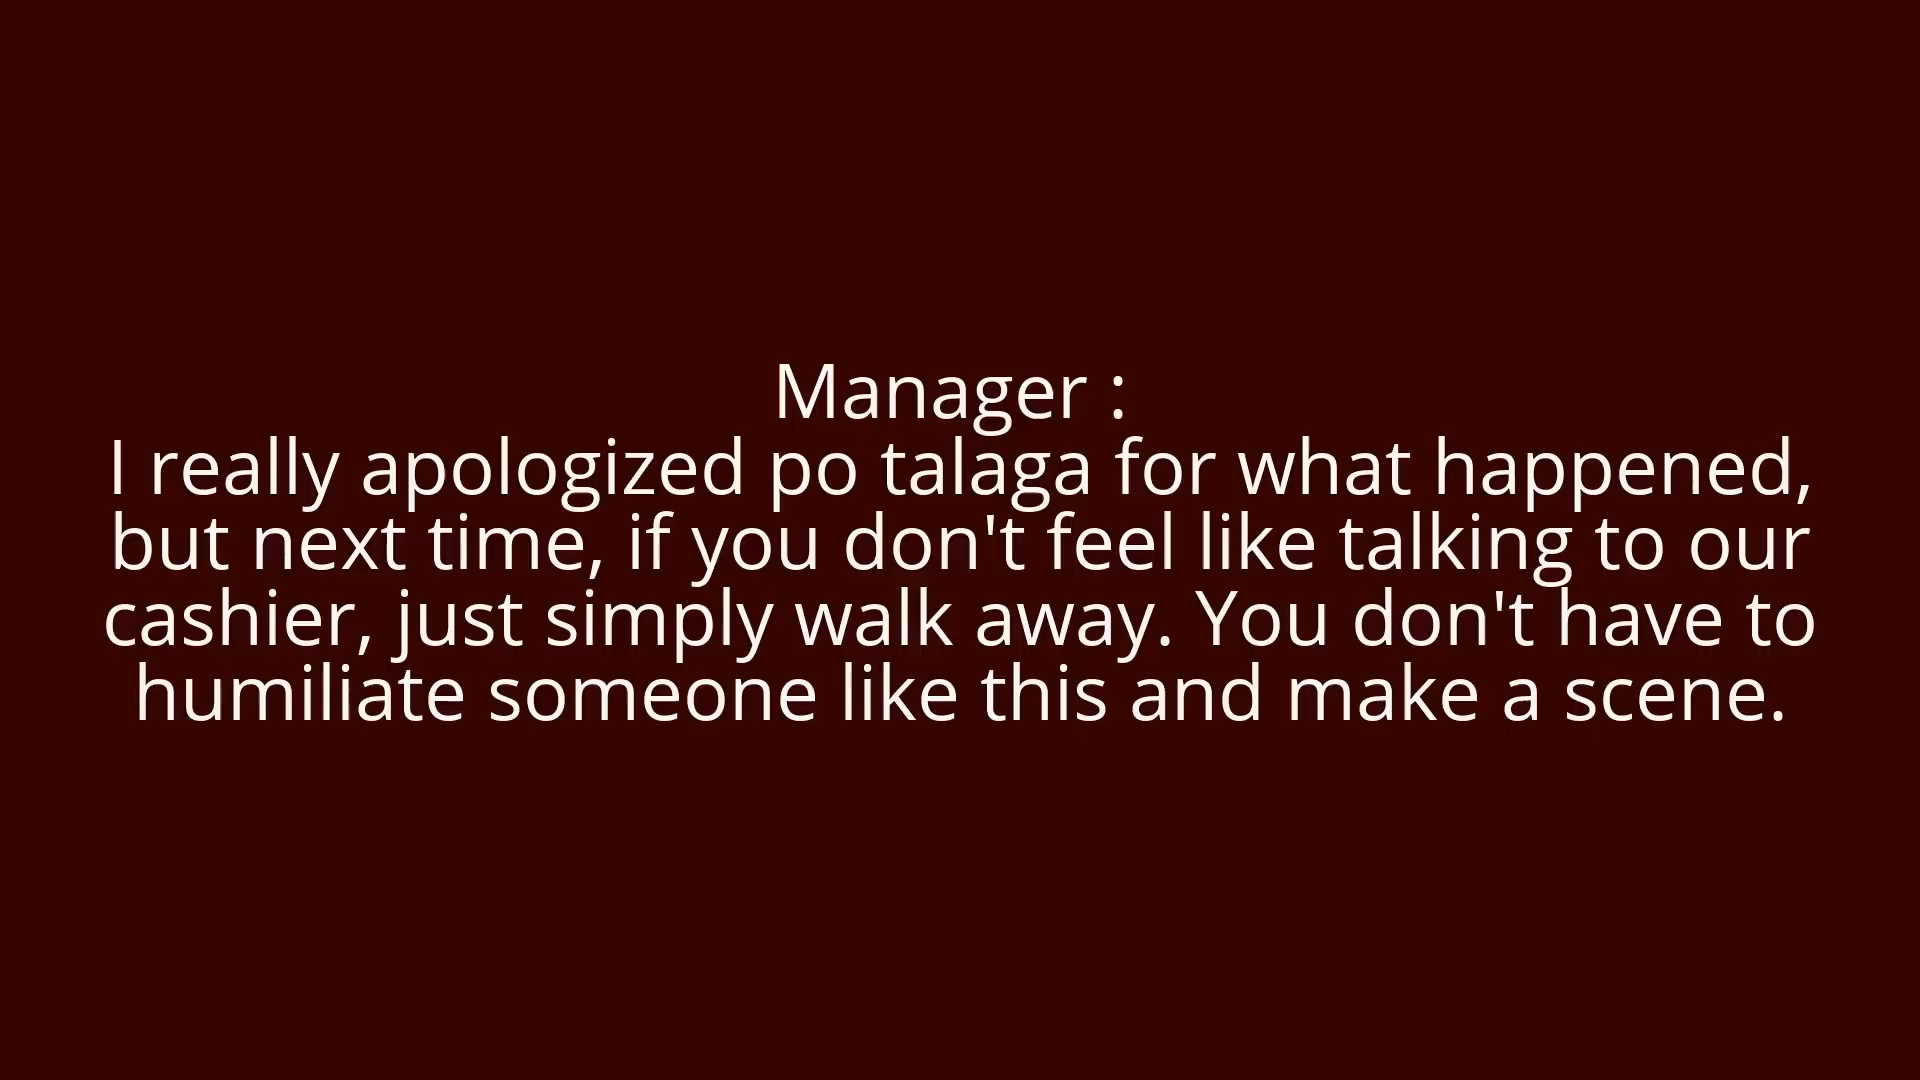 Manager :
I really apologized po talaga for what happened,
but next time, if you don't feel like talking to our
cashier, just simply walk away. You don't have to
humiliate someone like this and make a scene.